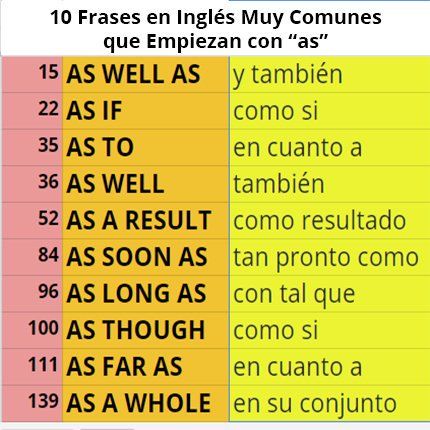 10 Frases en Inglés Muy Comunes
que Empiezan con “as”
15 AS WELL AS y también
22 AS IF como si
35 AS TO en cuanto a
36 AS WELL también
52 AS A RESULT como resultado
84 AS SOON AS tan pronto como
96 AS LONG AS con tal que
100 AS THOUGH como si
111 AS FAR AS en cuanto a
139 AS A WHOLE en su conjunto